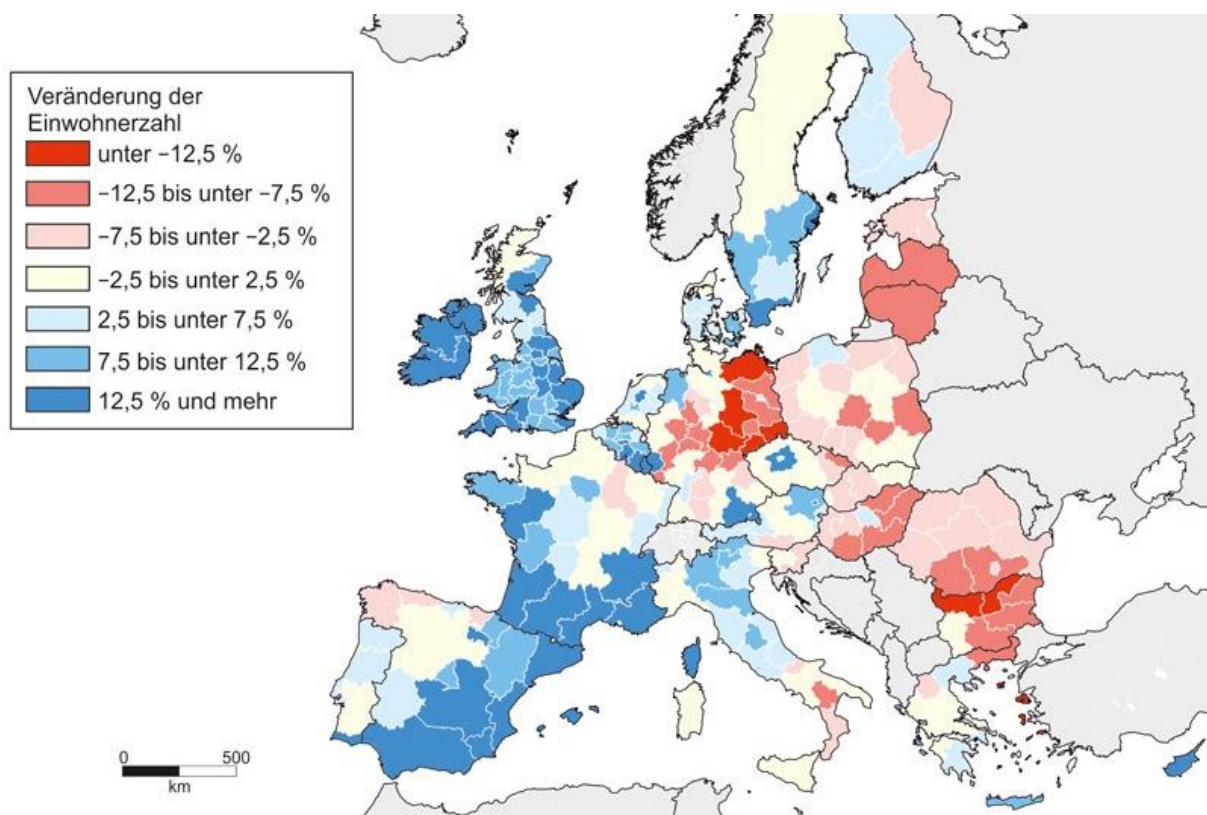 Veränderung der
Einwohnerzahl
unter −12,5 %
−12,5 bis unter −7,5 %
−7,5 bis unter −2,5 %
−2,5 bis unter 2,5 %
2,5 bis unter 7,5 %
7,5 bis unter 12,5 %
12,5 % und mehr
0 500
km